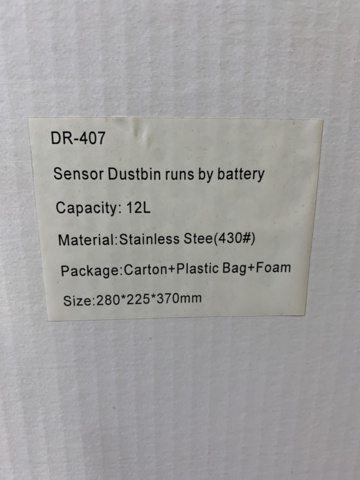 DR-407
Sensor Dustbin runs by battery
Capacity: 12L
Material:Stainless Stee(430#)
Package:Carton+Plastic Bag+Foam
Size:280*225*370mm